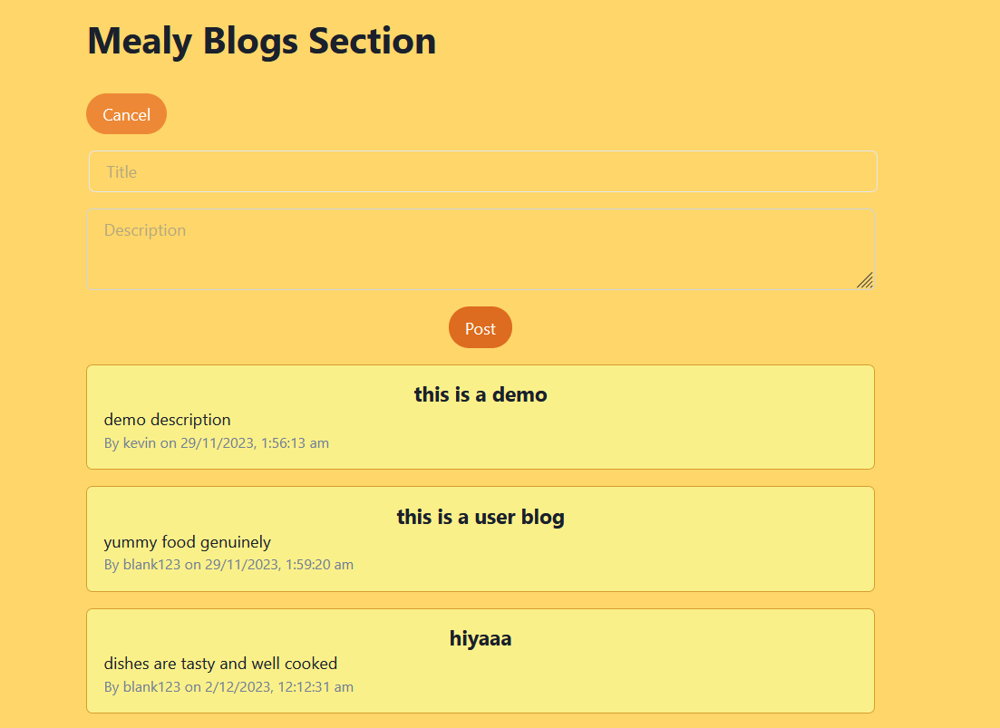 Mealy Blogs Section
Cancel
Title
Description
Post
this is a demo
demo description
By kevin on 29/11/2023, 1:56:13 am
this is a user blog
yummy food genuinely
By blank123 on 29/11/2023, 1:59:20 am
hiyaaa
dishes are tasty and well cooked
By blank123 on 2/12/2023, 12:12:31 am